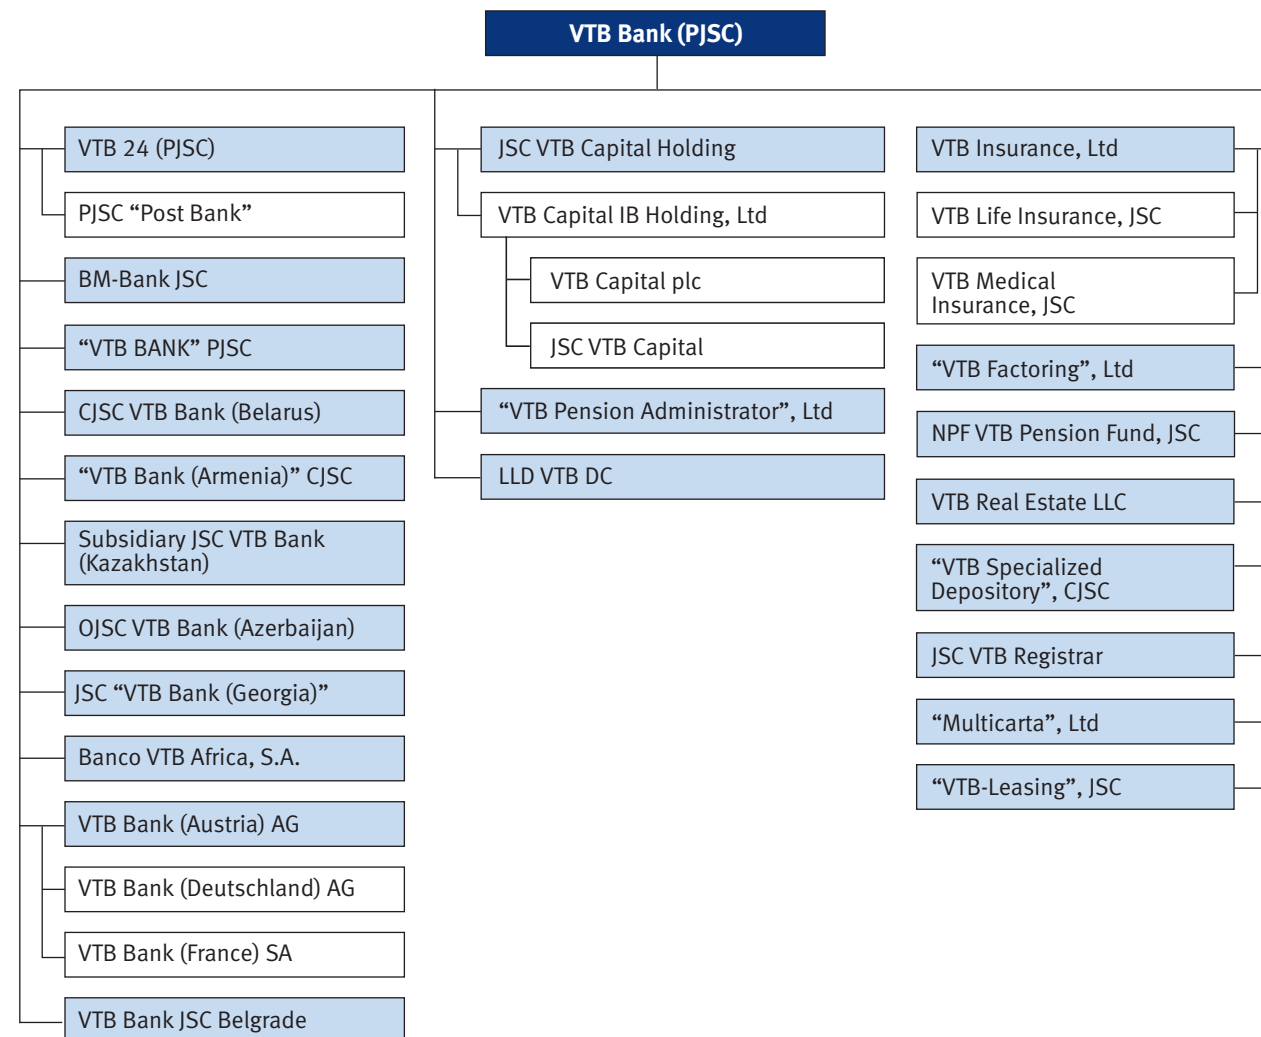 VTB Bank (PJSC)
VTB 24 (PJSC)
PJSC “Post Bank”
BM-Bank JSC
“VTB BANK” PJSC
CJSC VTB Bank (Belarus)
“VTB Bank (Armenia)” CJSC
Subsidiary JSC VTB Bank
(Kazakhstan)
OJSC VTB Bank (Azerbaijan)
JSC “VTB Bank (Georgia)”
Banco VTB Africa, S.A.
VTB Bank (Austria) AG
VTB Bank (Deutschland) AG
VTB Bank (France) SA
VTB Bank JSC Belgrade
JSC VTB Capital Holding
VTB Capital IB Holding, Ltd
VTB Capital plc
JSC VTB Capital
“VTB Pension Administrator”, Ltd
LLD VTB DC
VTB Insurance, Ltd
VTB Life Insurance, JSC
VTB Medical
Insurance, JSC
“VTB Factoring”, Ltd
NPF VTB Pension Fund, JSC
VTB Real Estate LLC
“VTB Specialized
Depository”, CJSC
JSC VTB Registrar
“Multicarta”, Ltd
“VTB-Leasing”, JSC